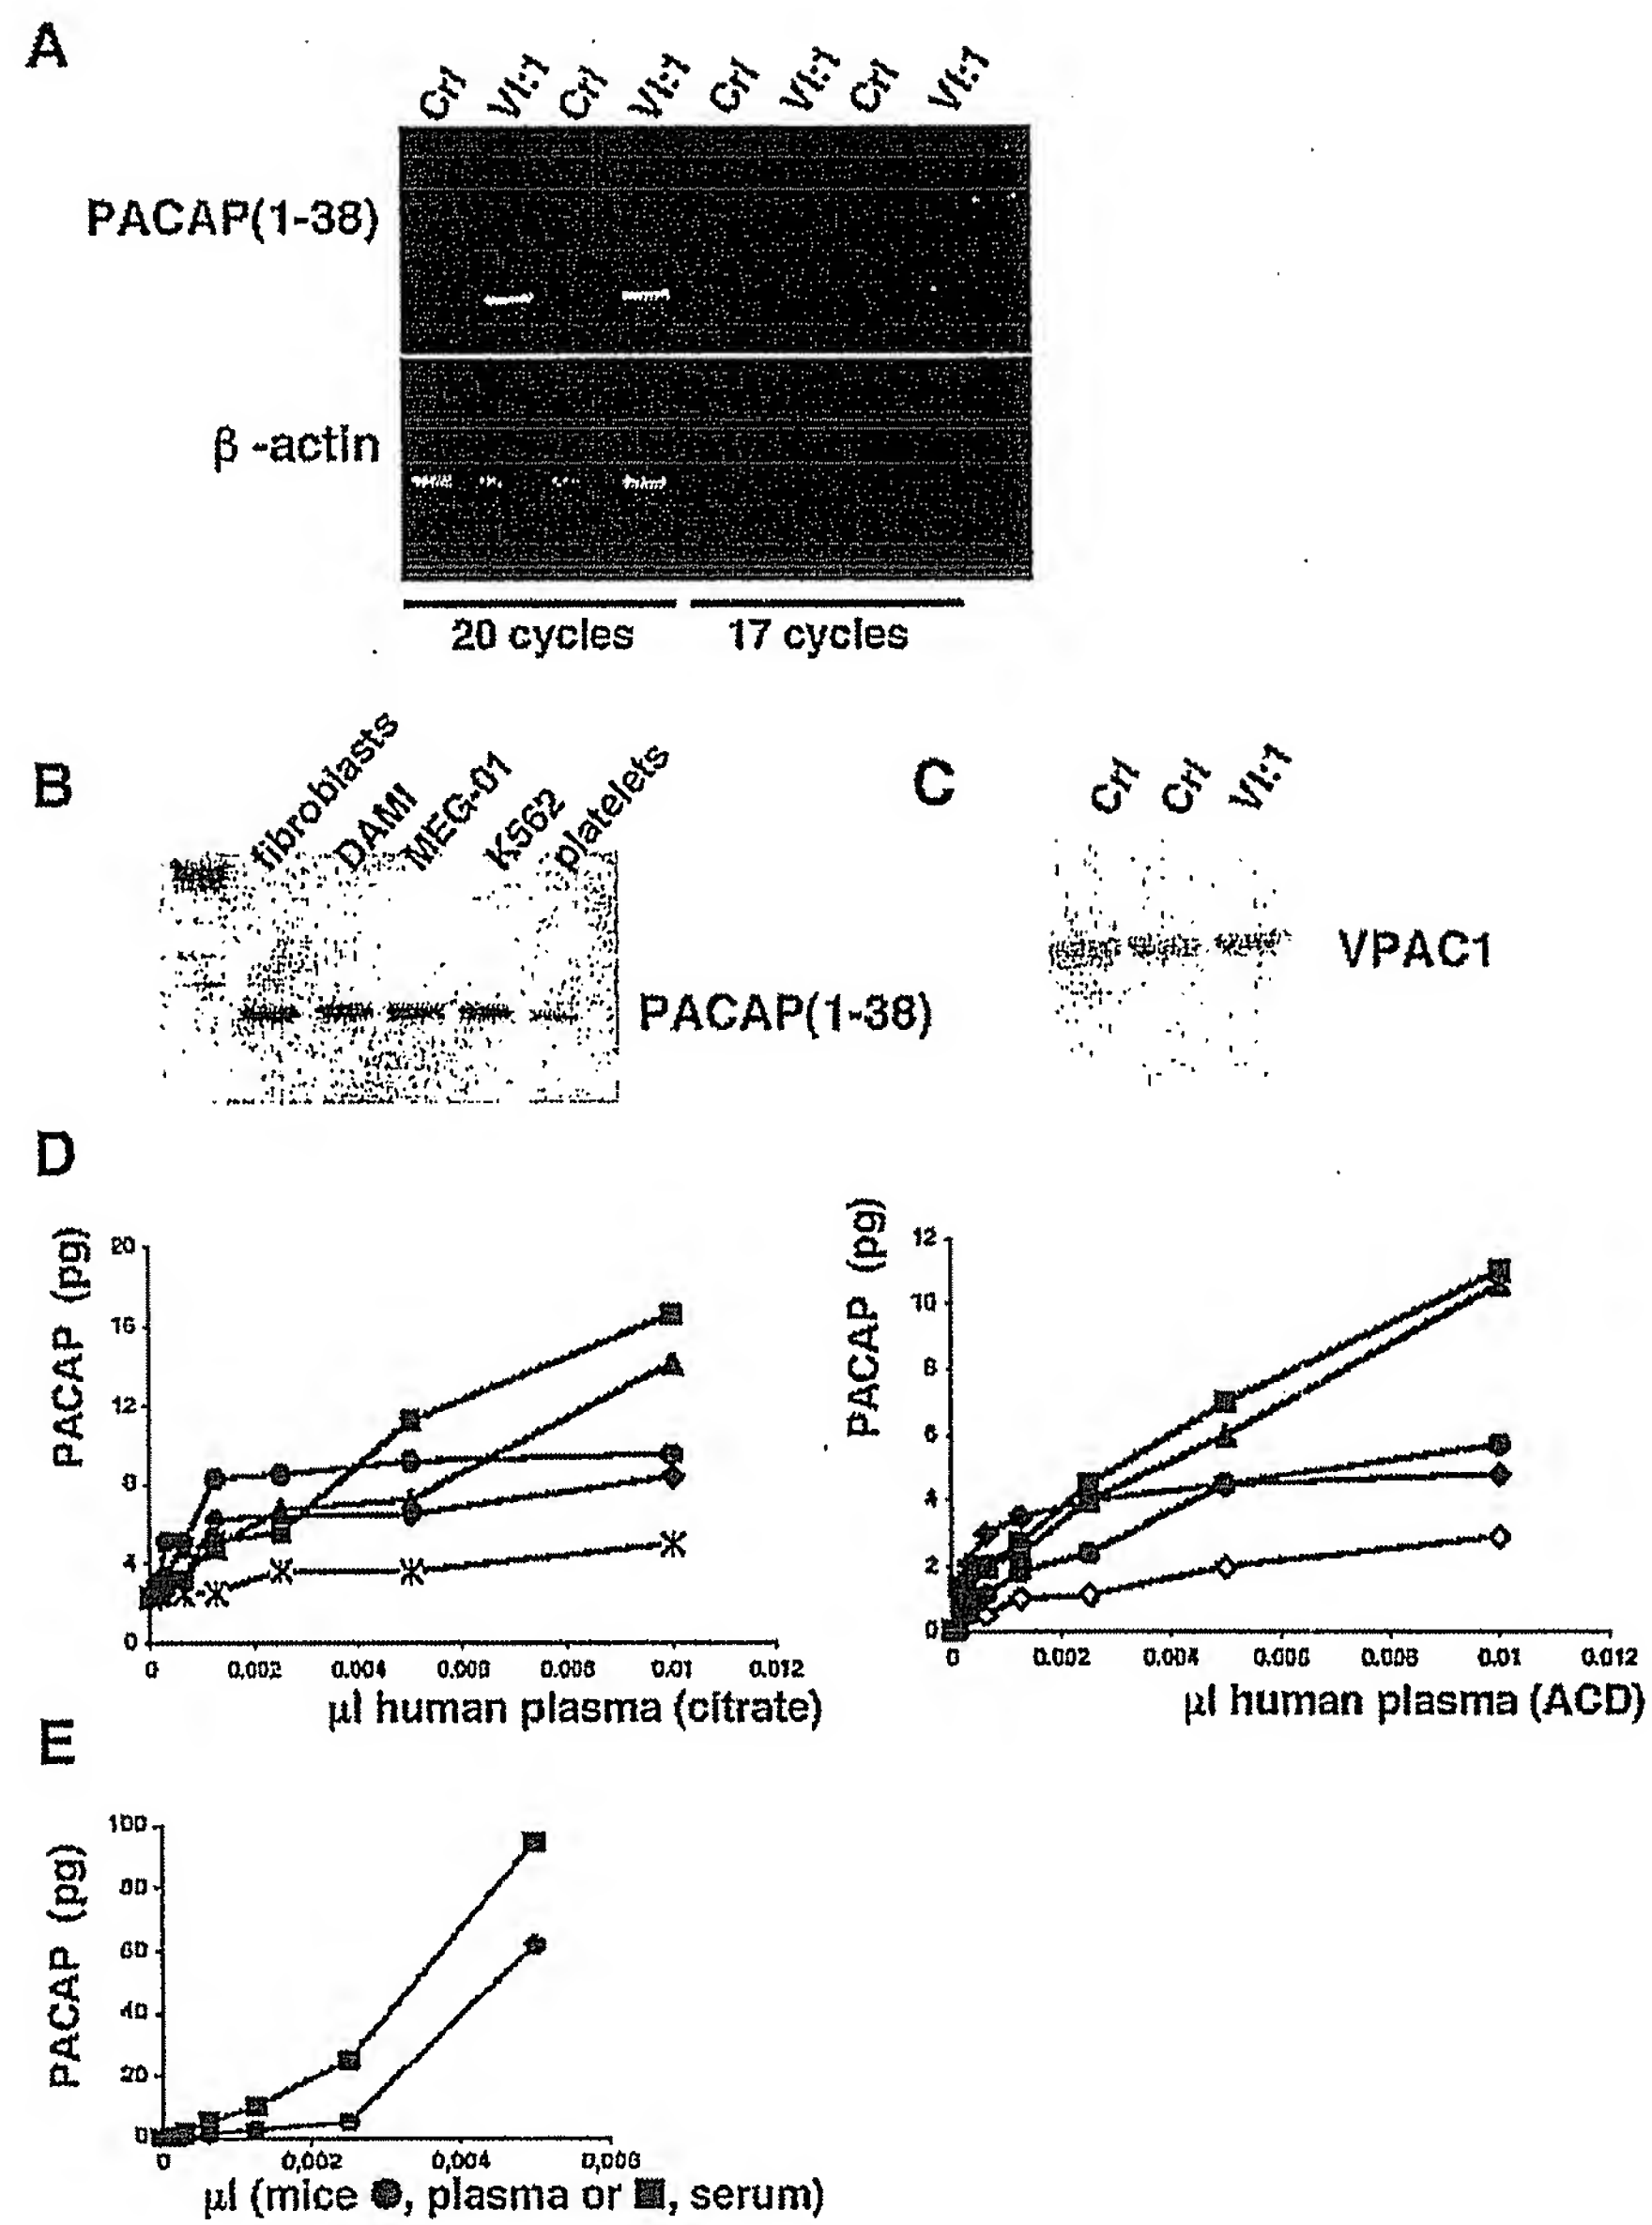 A
Crl VI:1 Crl VI:1 Crl VI:1 Crl VI:1
PACAP(1-38)
β -actin
20 cycles 17 cycles
B
fibroblasts DAMI MEG-01 K562 platelets
PACAP(1-38)
C
Crl Crl VI:1
VPAC1
D
PACAP (pg)
20
16
12
8
4
0
0 0.002 0.004 0.006 0.008 0.01 0.012
µl human plasma (citrate)
PACAP (pg)
12
10
8
6
4
2
0
0 0.002 0.004 0.006 0.008 0.01 0.012
µl human plasma (ACD)
E
PACAP (pg)
100
80
60
40
20
0
0 0,002 0,004 0,006
µl (mice ●, plasma or ■, serum)